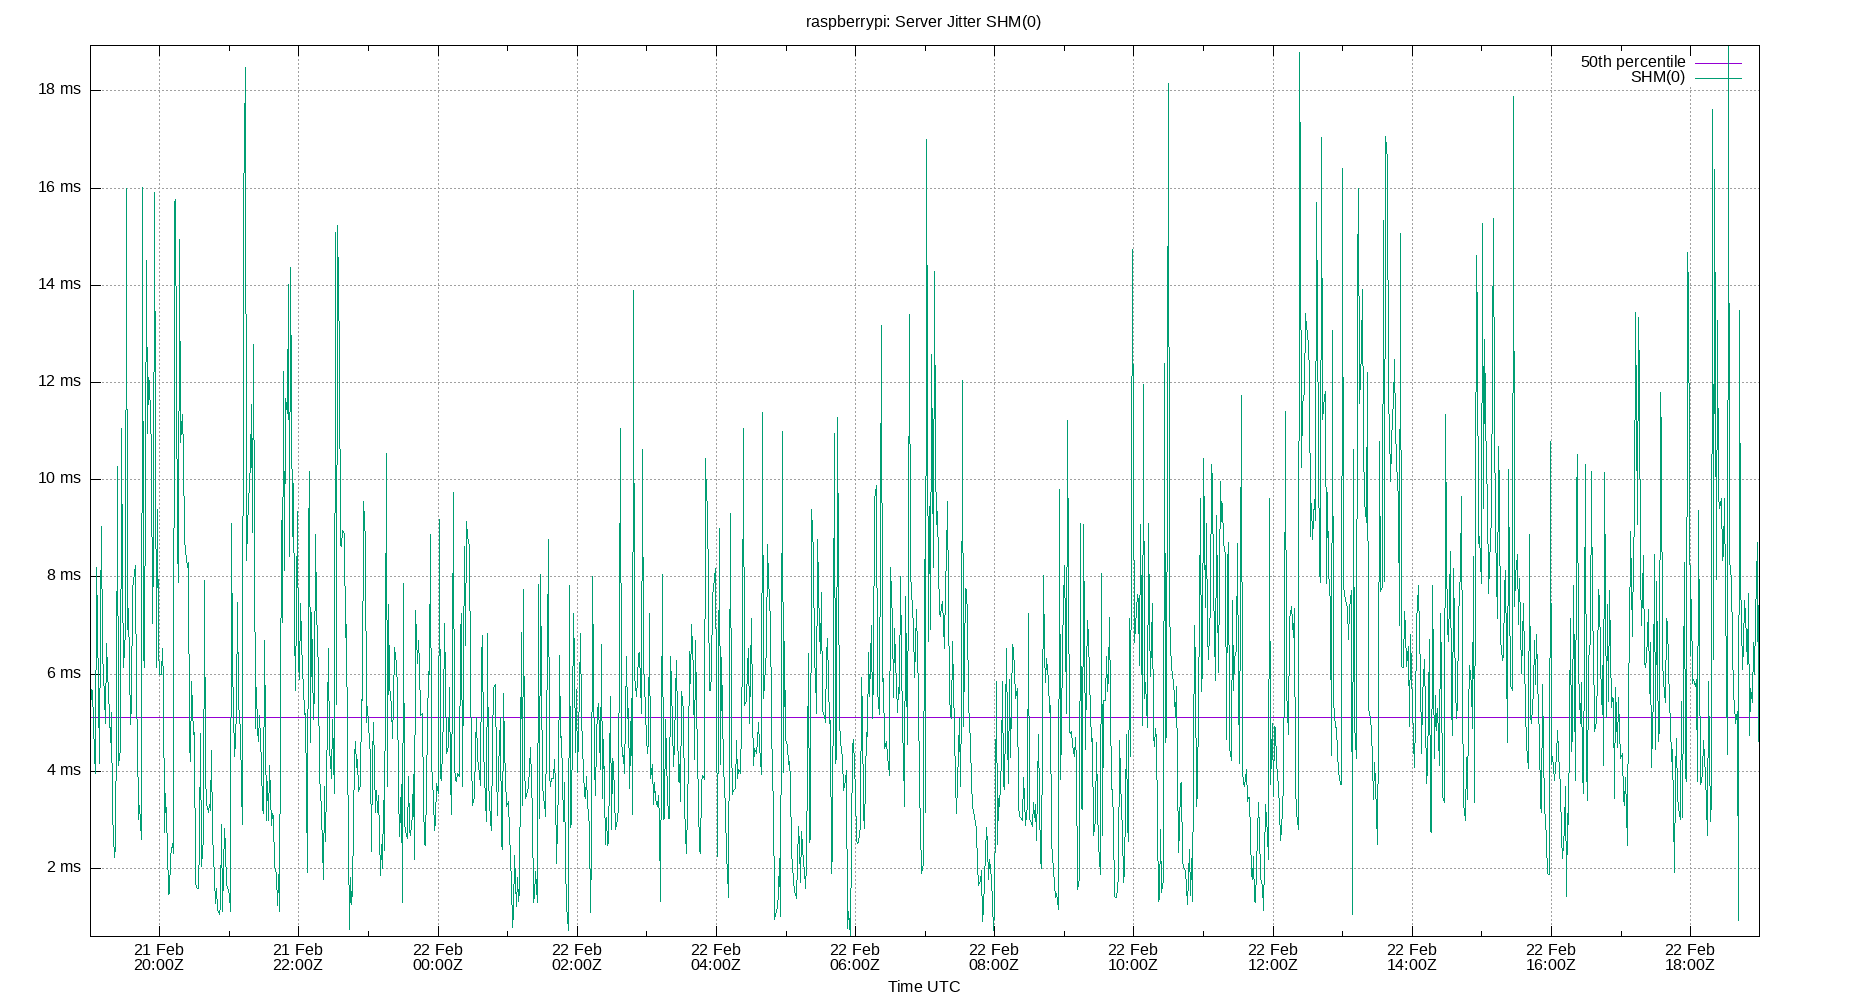 raspberrypi: Server Jitter SHM(0)
50th percentile
SHM(0)
18 ms
16 ms
14 ms
12 ms
10 ms
8 ms
6 ms
4 ms
2 ms
21 Feb 21 Feb 22 Feb 22 Feb 22 Feb 22 Feb 22 Feb 22 Feb 22 Feb 22 Feb 22 Feb 22 Feb
20:00Z 22:00Z 00:00Z 02:00Z 04:00Z 06:00Z 08:00Z 10:00Z 12:00Z 14:00Z 16:00Z 18:00Z
Time UTC